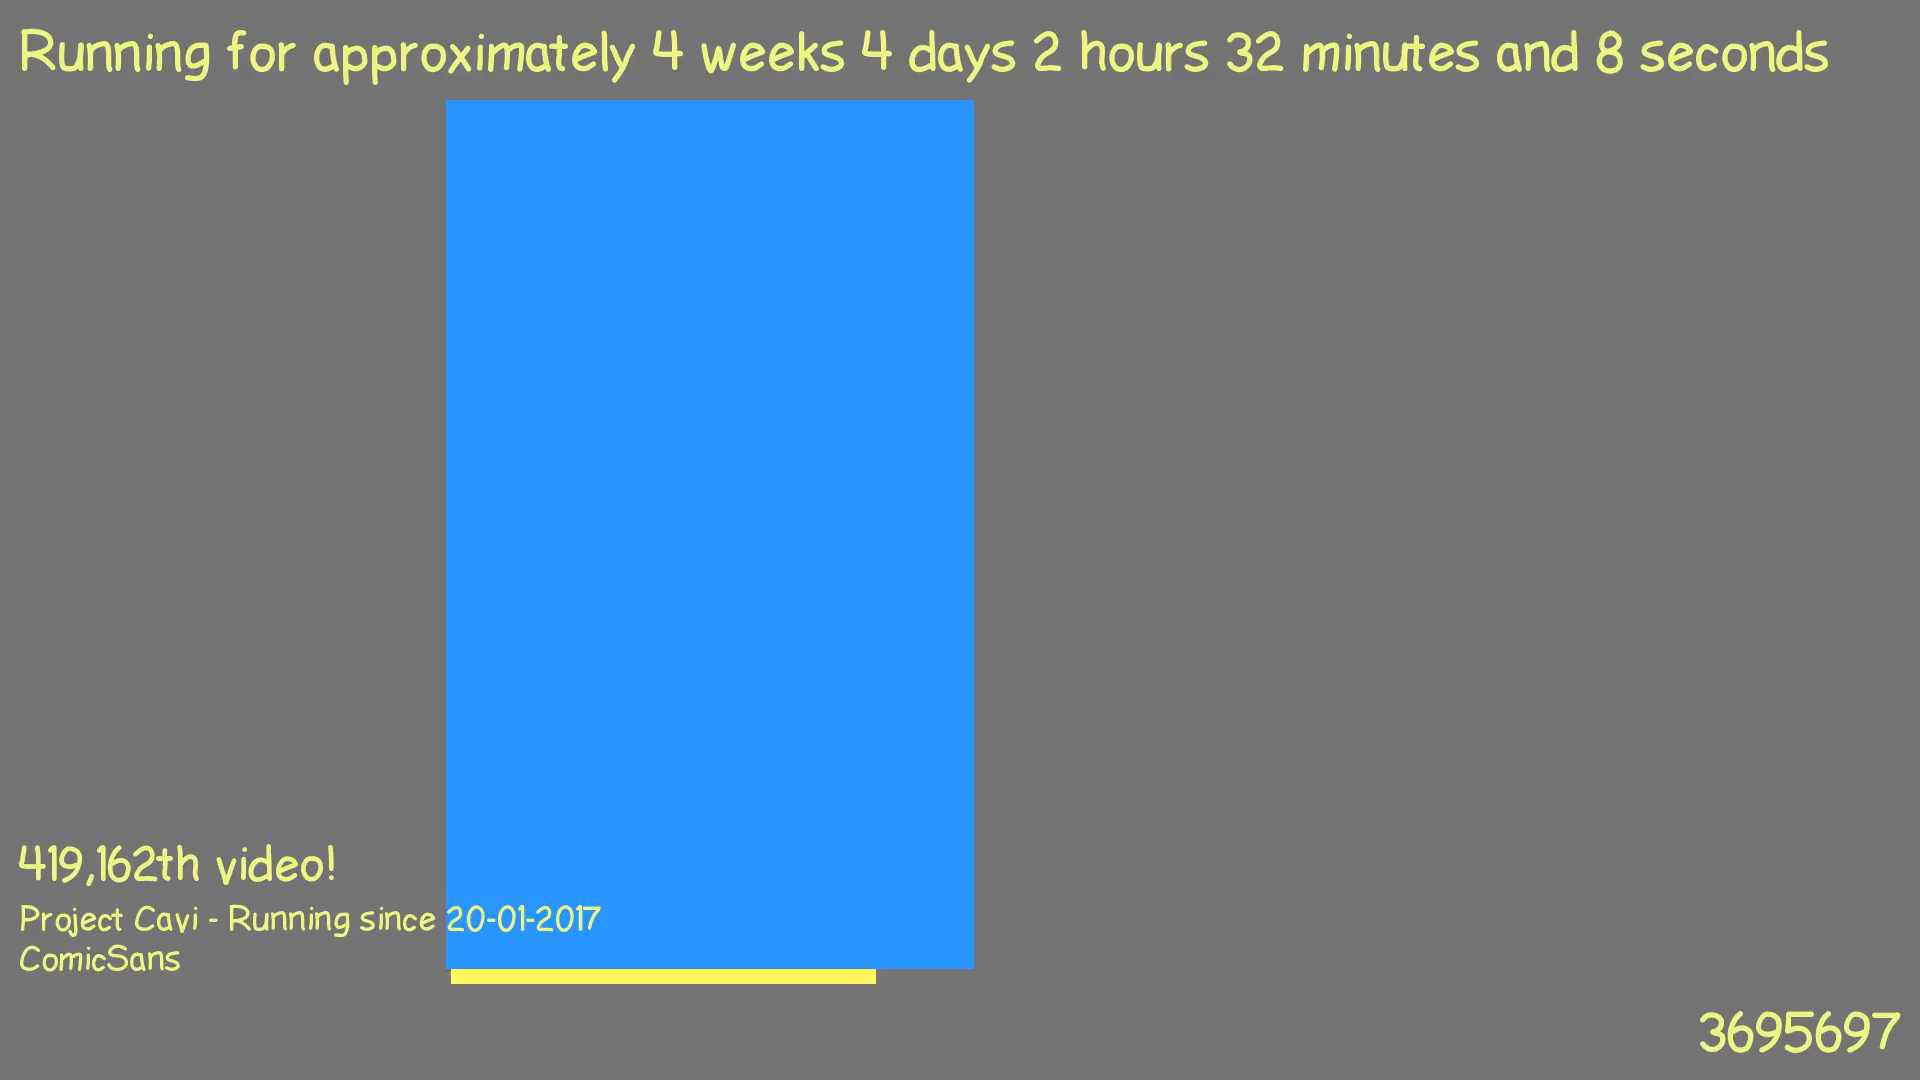 Running for approximately 4 weeks 4 days 2 hours 32 minutes and 8 seconds
419,162th video!
Project Cavi - Running since 20-01-2017
ComicSans
3695697